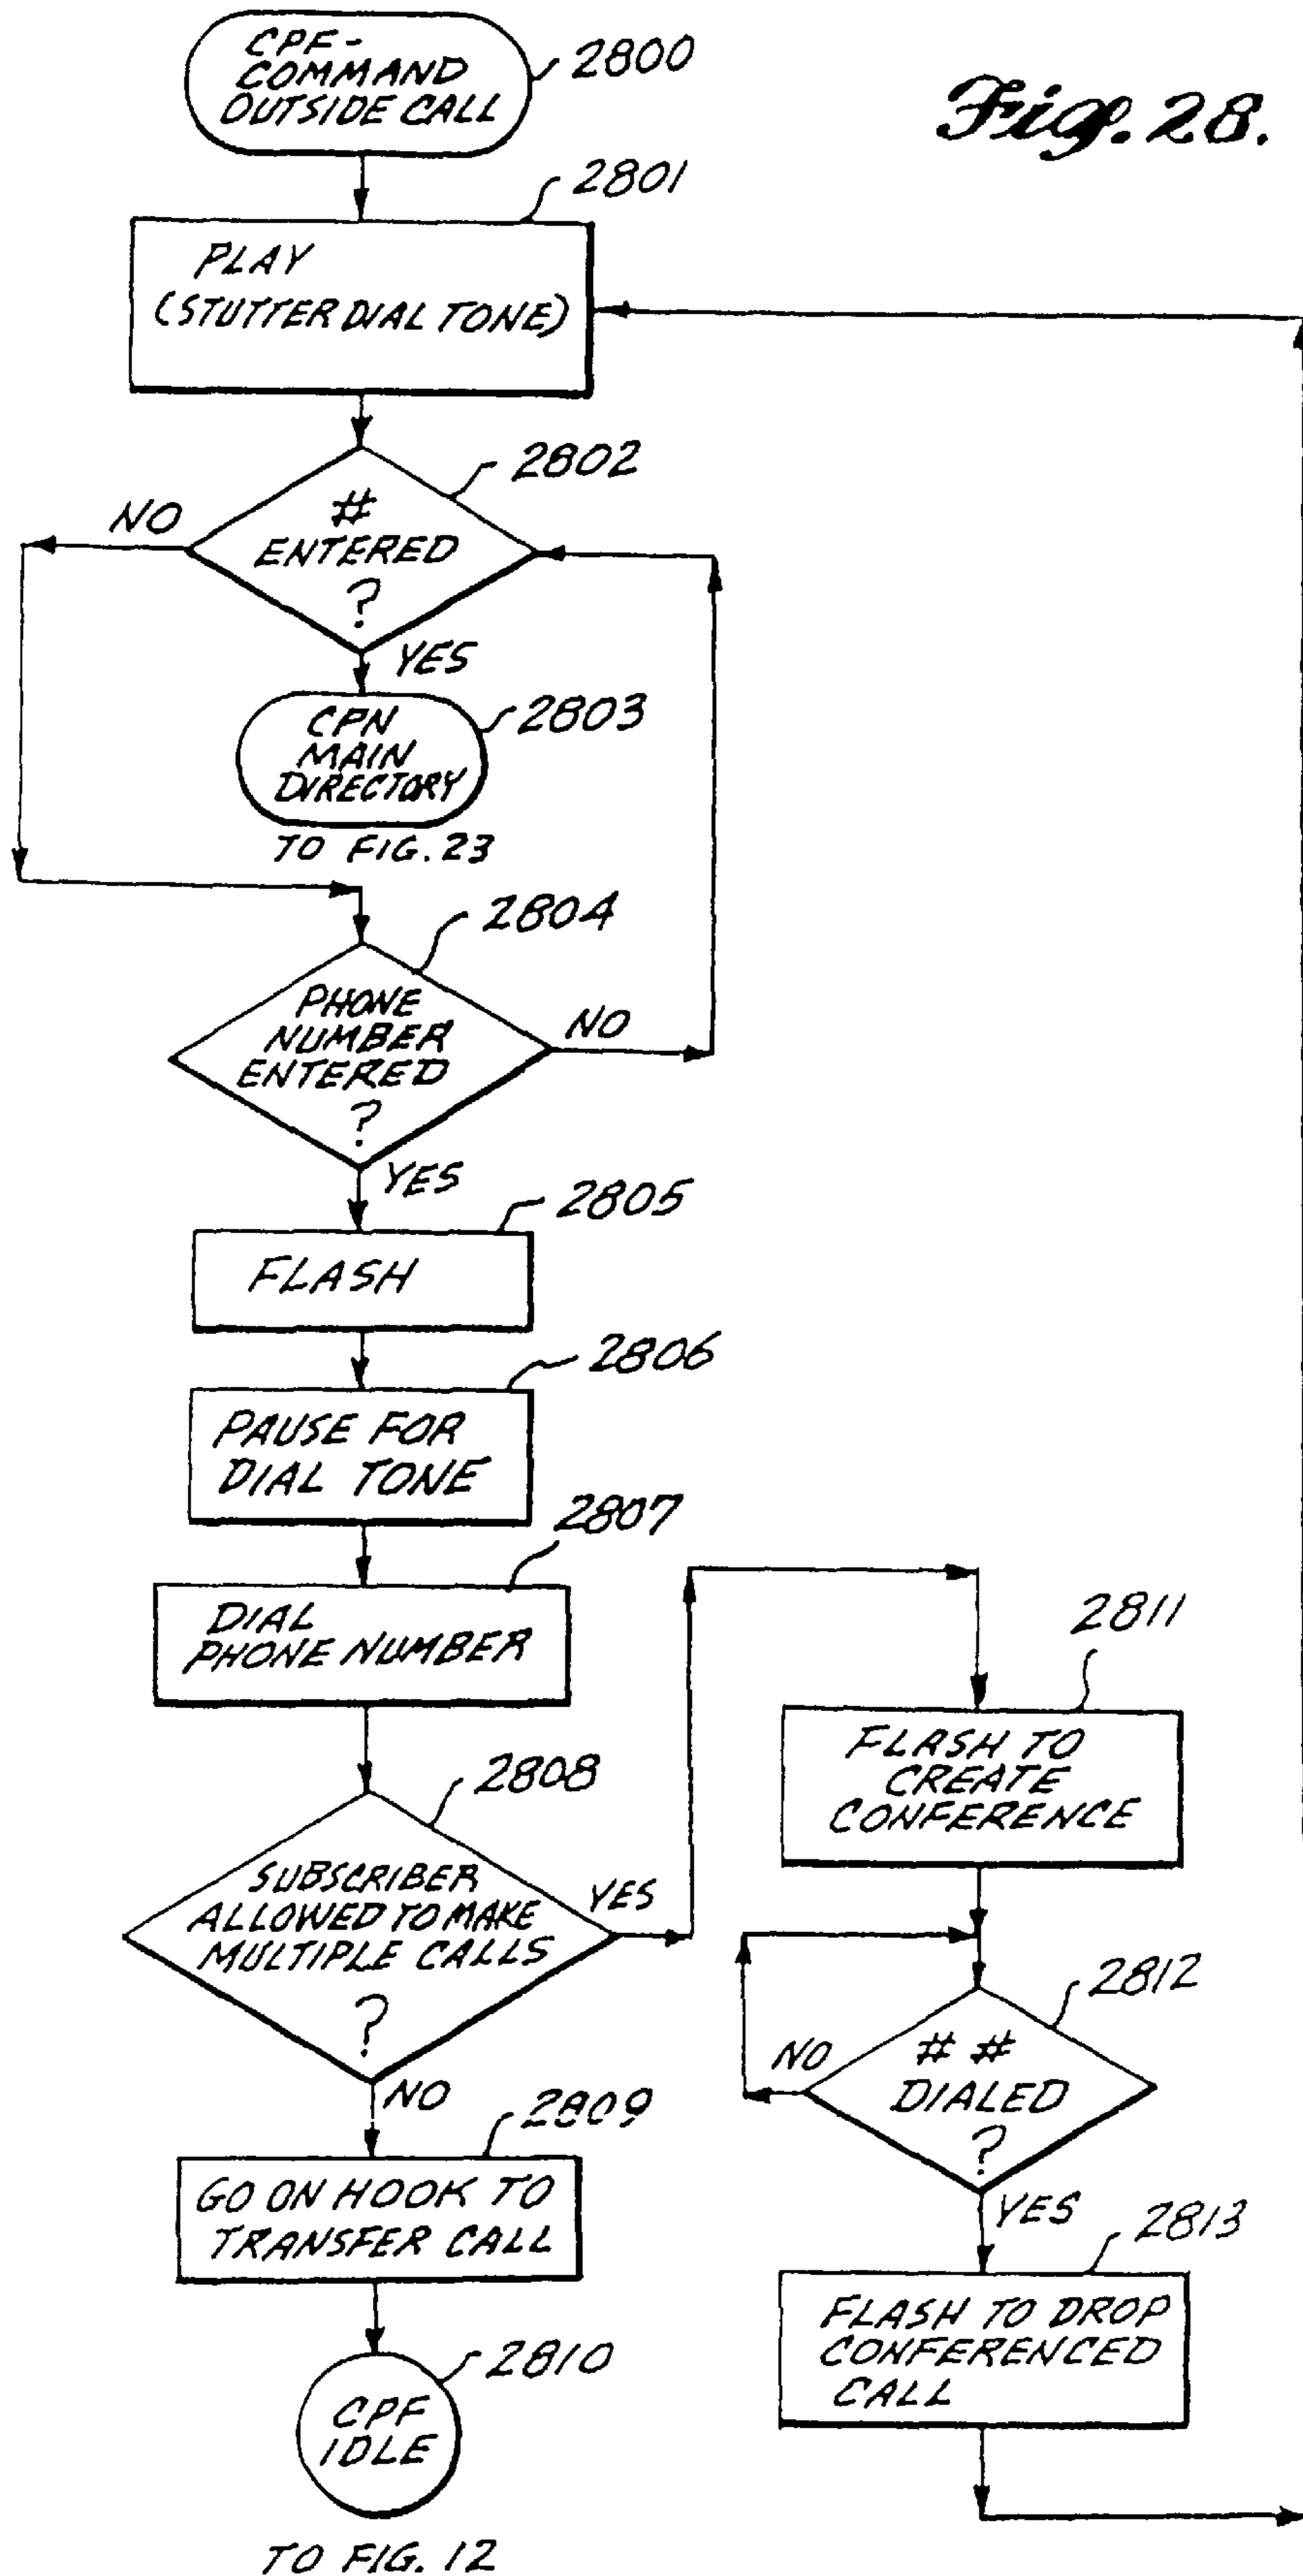 CPF-
COMMAND
OUTSIDE CALL
2800
Fig. 28.
2801
PLAY
(STUTTER DIAL TONE)
2802
NO
#
ENTERED
?
YES
2803
CPN
MAIN
DIRECTORY
TO FIG. 23
2804
PHONE
NUMBER
ENTERED
?
NO
YES
2805
FLASH
2806
PAUSE FOR
DIAL TONE
2807
DIAL
PHONE NUMBER
2808
SUBSCRIBER
ALLOWED TO MAKE
MULTIPLE CALLS
?
YES
NO
2809
GO ON HOOK TO
TRANSFER CALL
2810
CPF
IDLE
TO FIG. 12
2811
FLASH TO
CREATE
CONFERENCE
2812
NO
# #
DIALED
?
YES
2813
FLASH TO DROP
CONFERENCED
CALL